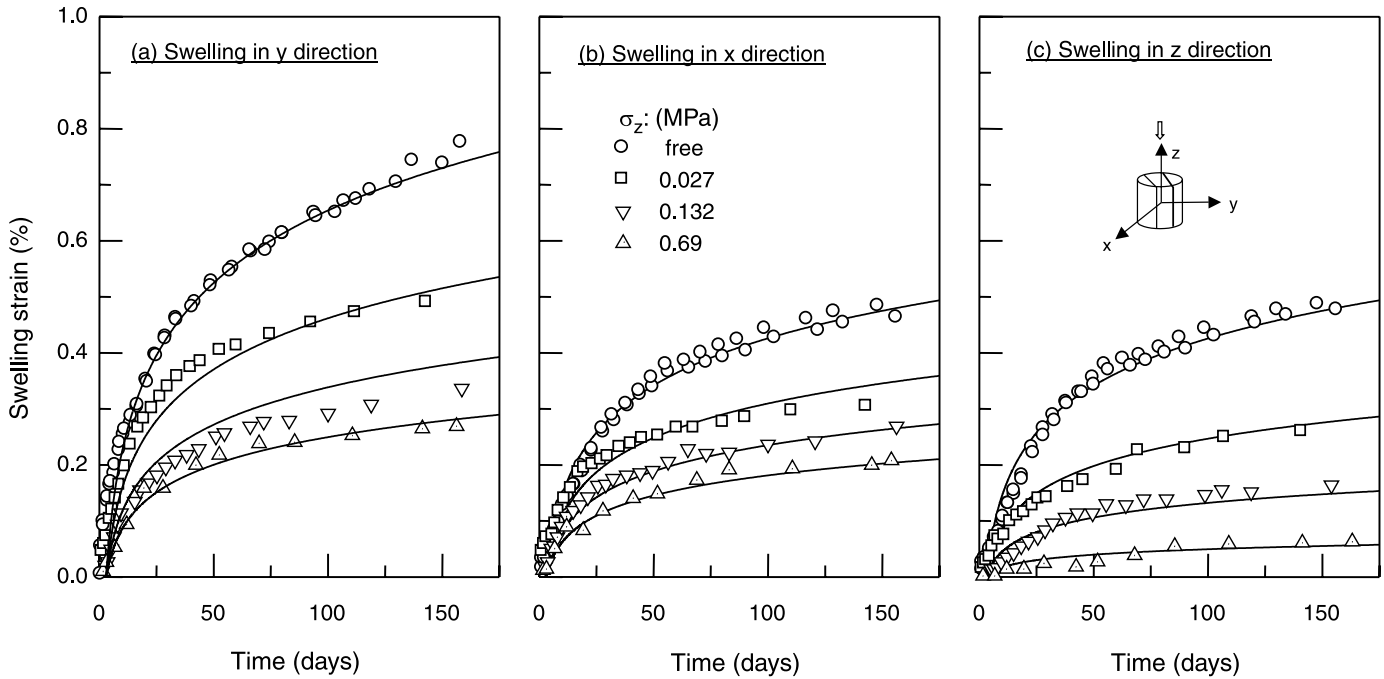 1.0
0.8
0.6
0.4
0.2
0.0
Swelling strain (%)
(a) Swelling in y direction
0 50 100 150
Time (days)
(b) Swelling in x direction
σz: (MPa)
free
0.027
0.132
0.69
0 50 100 150
Time (days)
(c) Swelling in z direction
z
y
x
0 50 100 150
Time (days)